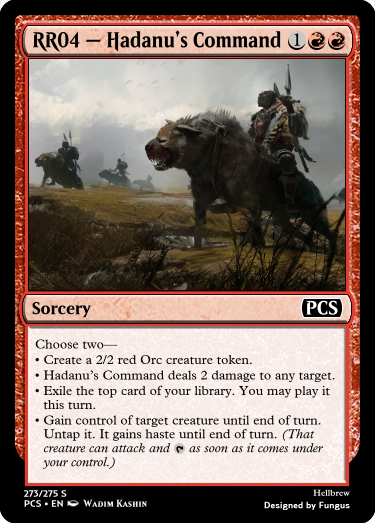 RR04 — Hadanu's Command 1
Sorcery PCS
Choose two—
• Create a 2/2 red Orc creature token.
• Hadanu's Command deals 2 damage to any target.
• Exile the top card of your library. You may play it
this turn.
• Gain control of target creature until end of turn.
Untap it. It gains haste until end of turn. (That
creature can attack and as soon as it comes under
your control.)
273/275 S Hellbrew
PCS • EN Wadim Kashin Designed by Fungus